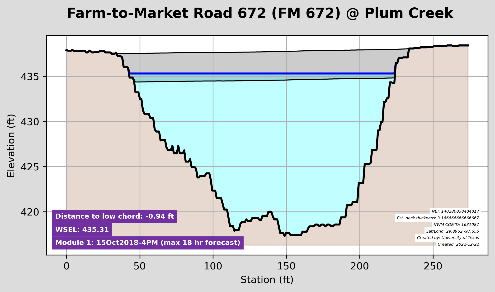 Farm-to-Market Road 672 (FM 672) @ Plum Creek
Elevation (ft)
435
430
425
420
Distance to low chord: -0.94 ft
WSEL: 435.31
Module 1: 15Oct2018-4PM (max 18 hr forecast)
0
50
100
150
200
250
Station (ft)